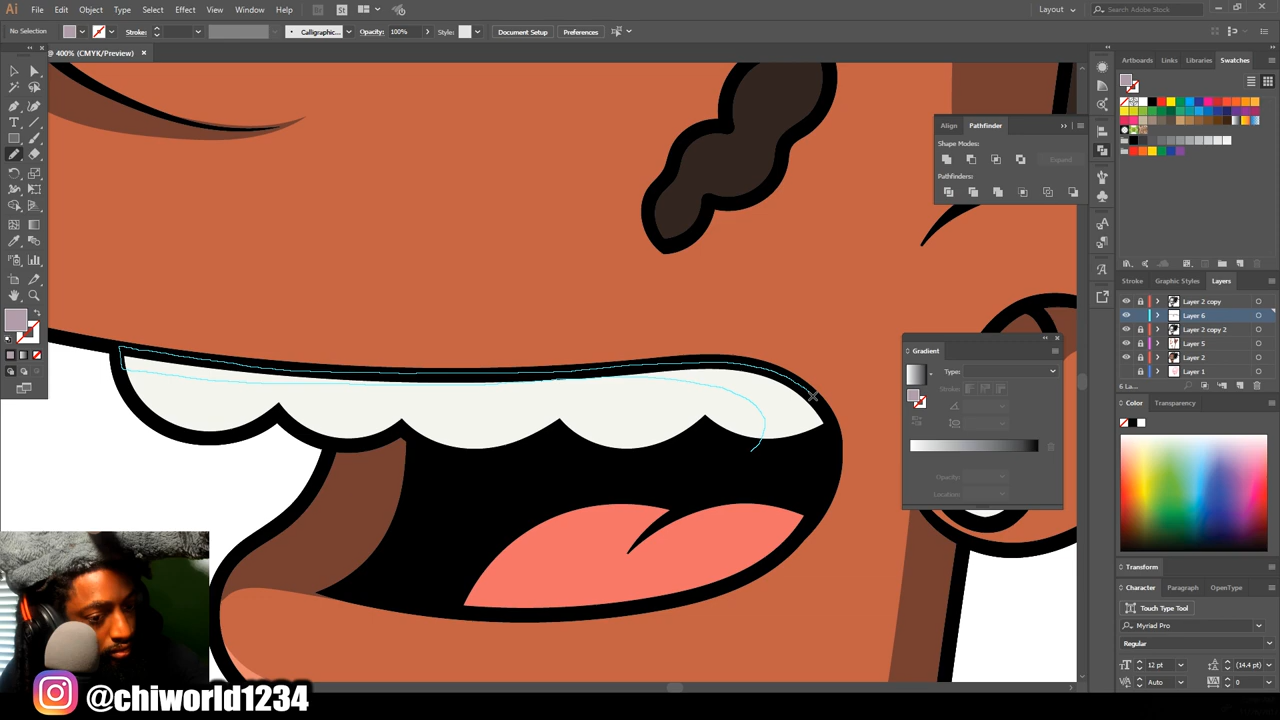 Ai File Edit Object Type Select Effect View Window Help Br St Layout Search Adobe Stock
No Selection Stroke: Calligraphic... Opacity: 100% Style: Document Setup Preferences
@ 400% (CMYK/Preview)
Artboards Links Libraries Swatches
Align Pathfinder
Shape Modes:
Expand
Pathfinders:
Stroke Graphic Styles Layers
Layer 2 copy
Layer 6
Layer 2 copy 2
Layer 5
Layer 2
Layer 1
6 La...
Gradient
Type:
Stroke:
Opacity:
Location:
Color Transparency
Transform
Character Paragraph OpenType
Touch Type Tool
Myriad Pro
Regular
12 pt (14.4 pt)
Auto 0
@chiworld1234